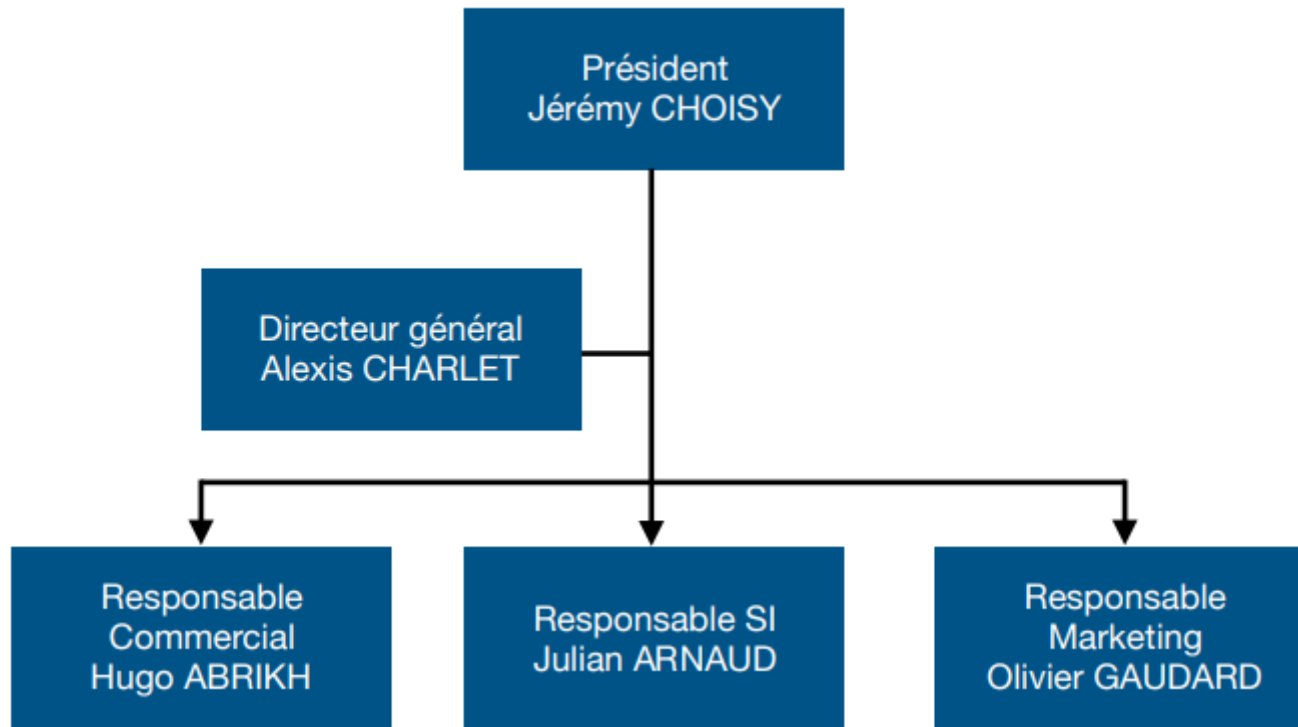 Président
Jérémy CHOISY
Directeur général
Alexis CHARLET
Responsable
Commercial
Hugo ABRIKH
Responsable SI
Julian ARNAUD
Responsable
Marketing
Olivier GAUDARD